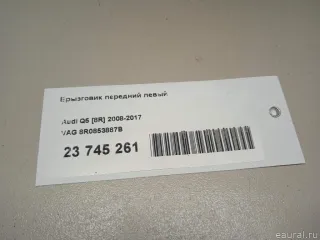 Брызговик передний левый
Audi Q5 [8R] 2008-2017
VAG 8R0853887B
23 745 261
eaural.ru